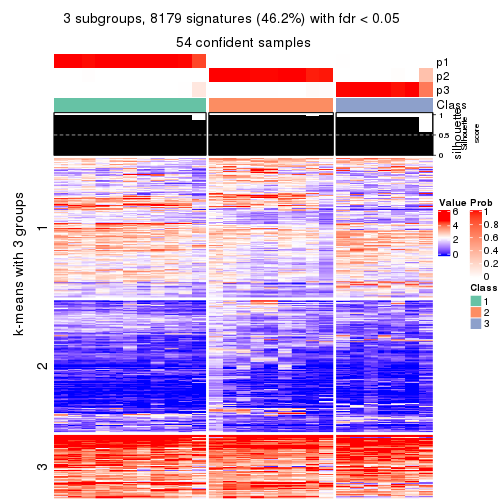 3 subgroups, 8179 signatures (46.2%) with fdr < 0.05
54 confident samples
p1
p2
p3
Class
silhouette
Silhouette
score
1
0.5
0
k-means with 3 groups
1
2
3
Value
6
4
2
0
Prob
1
0.8
0.6
0.4
0.2
0
Class
1
2
3